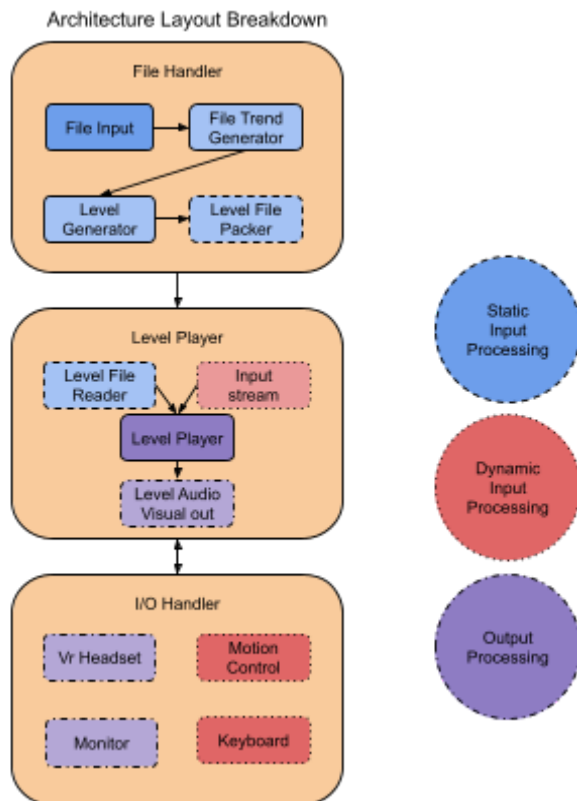 Architecture Layout Breakdown
File Handler
File Input
File Trend
Generator
Level
Generator
Level File
Packer
Level Player
Level File
Reader
Input
stream
Level Player
Level Audio
Visual out
I/O Handler
Vr Headset
Motion
Control
Monitor
Keyboard
Static
Input
Processing
Dynamic
Input
Processing
Output
Processing